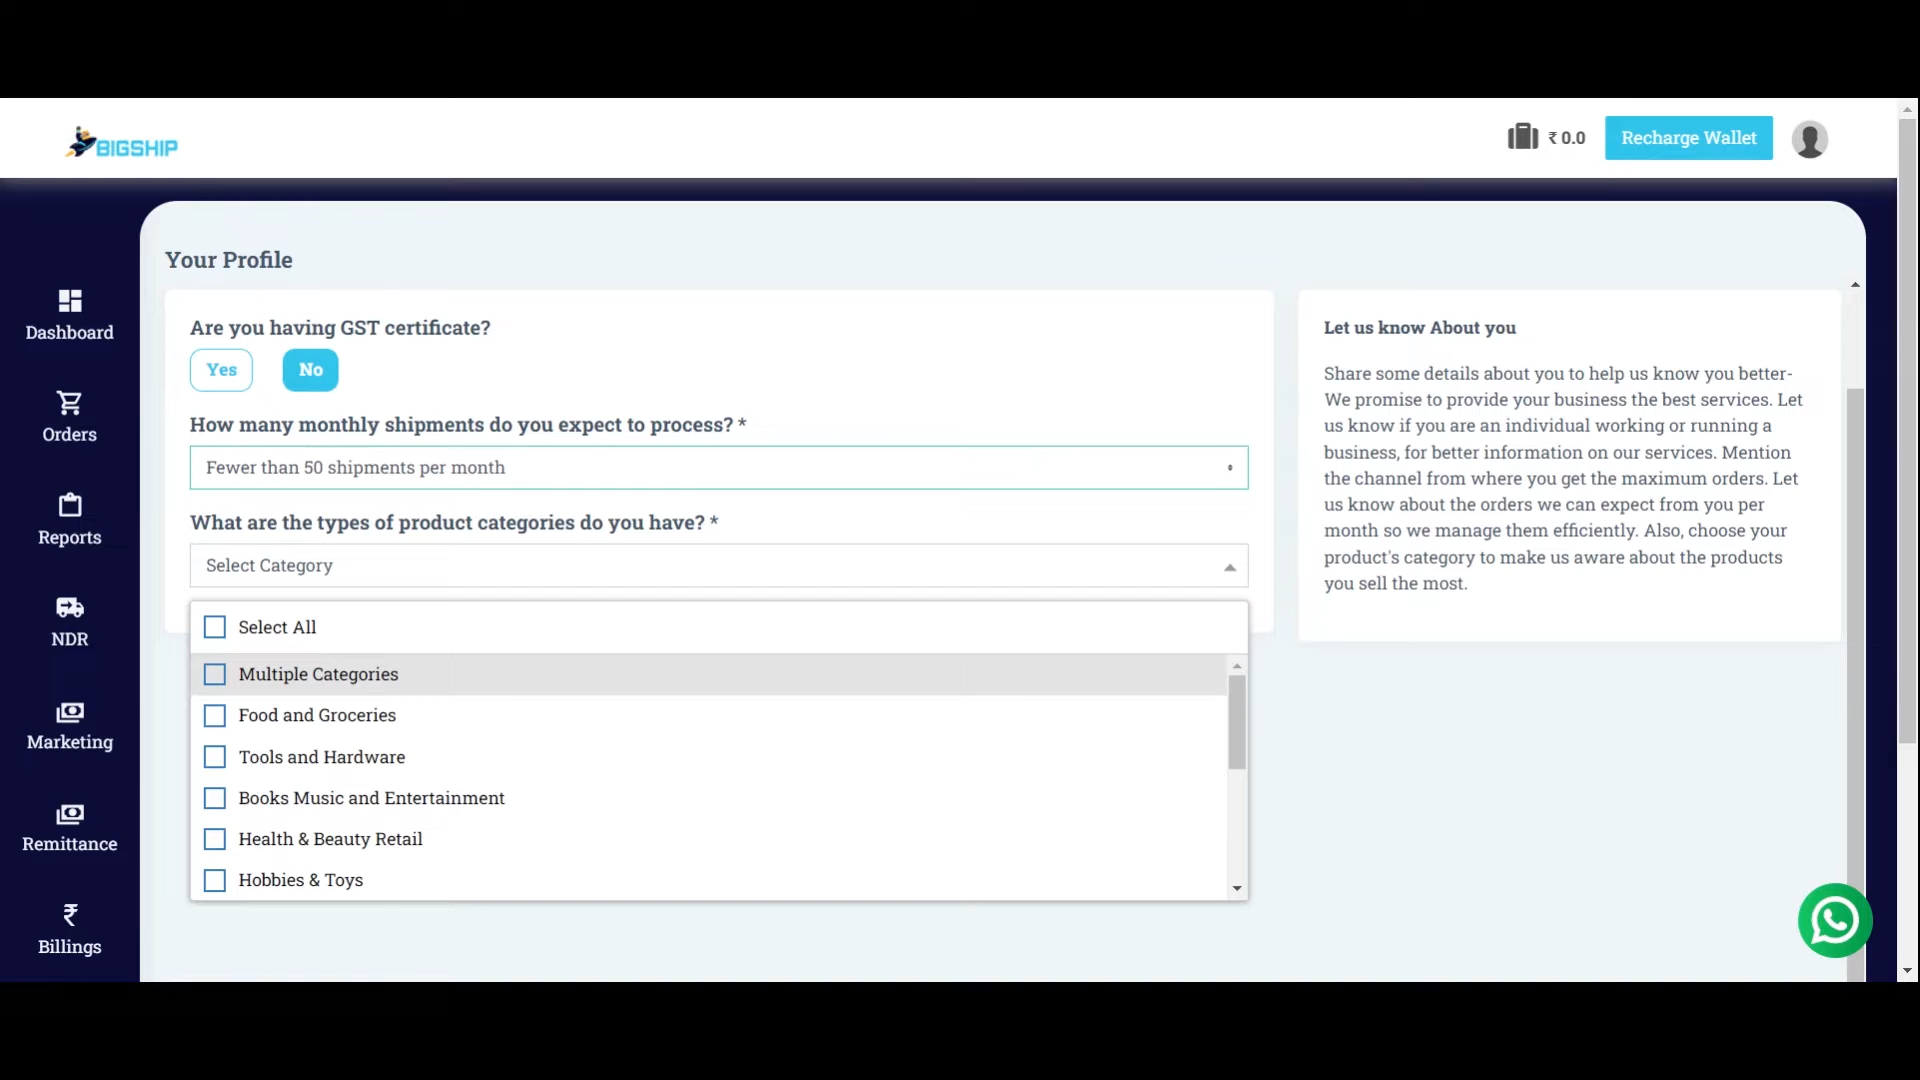 BIGSHIP
₹ 0.0
Recharge Wallet
Dashboard
Orders
Reports
NDR
Marketing
Remittance
₹
Billings
Your Profile
Are you having GST certificate?
Yes
No
How many monthly shipments do you expect to process? *
Fewer than 50 shipments per month
What are the types of product categories do you have? *
Select Category
Select All
Multiple Categories
Food and Groceries
Tools and Hardware
Books Music and Entertainment
Health & Beauty Retail
Hobbies & Toys
Let us know About you
Share some details about you to help us know you better-
We promise to provide your business the best services. Let
us know if you are an individual working or running a
business, for better information on our services. Mention
the channel from where you get the maximum orders. Let
us know about the orders we can expect from you per
month so we manage them efficiently. Also, choose your
product's category to make us aware about the products
you sell the most.